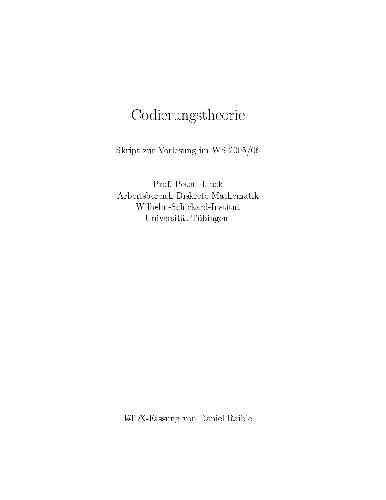 Codierungstheorie
Skript zur Vorlesung im WS 2005/06
Prof. Peter Hauck
Arbeitsbereich Diskrete Mathematik
Wilhelm-Schickard-Institut
Universität Tübingen
LaTeX-Fassung von Daniel Raible